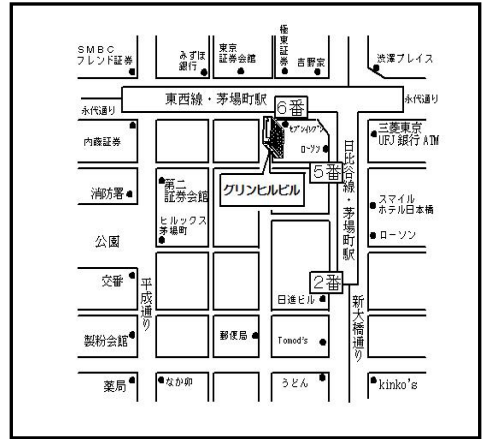 SMBC
フレンド証券
みずほ
銀行
東京
証券会館
極東証券
吉野家
渋澤プレイス
永代通り
東西線・茅場町駅
永代通り
6番
内藤証券
セブンイレブン
ローソン
三菱東京
UFJ銀行ATM
5番
日比谷線・茅場町駅
消防署
第二
証券会館
グリンヒルビル
スマイル
ホテル日本橋
ヒルックス
茅場町
ローソン
公園
交番
平成通り
2番
日進ビル
新大橋通り
製粉会館
郵便局
Tomod's
薬局
なか卯
うどん
kinko's